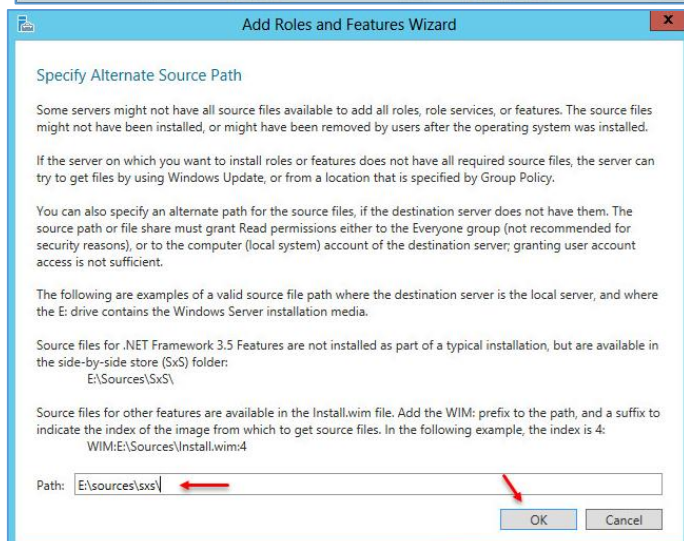 Add Roles and Features Wizard
x
Specify Alternate Source Path
Some servers might not have all source files available to add all roles, role services, or features. The source files
might not have been installed, or might have been removed by users after the operating system was installed.
If the server on which you want to install roles or features does not have all required source files, the server can
try to get files by using Windows Update, or from a location that is specified by Group Policy.
You can also specify an alternate path for the source files, if the destination server does not have them. The
source path or file share must grant Read permissions either to the Everyone group (not recommended for
security reasons), or to the computer (local system) account of the destination server; granting user account
access is not sufficient.
The following are examples of a valid source file path where the destination server is the local server, and where
the E: drive contains the Windows Server installation media.
Source files for .NET Framework 3.5 Features are not installed as part of a typical installation, but are available in
the side-by-side store (SxS) folder:
E:\Sources\SxS\
Source files for other features are available in the Install.wim file. Add the WIM: prefix to the path, and a suffix to
indicate the index of the image from which to get source files. In the following example, the index is 4:
WIM:E:\Sources\Install.wim:4
Path: E:\sources\sxs\
OK Cancel